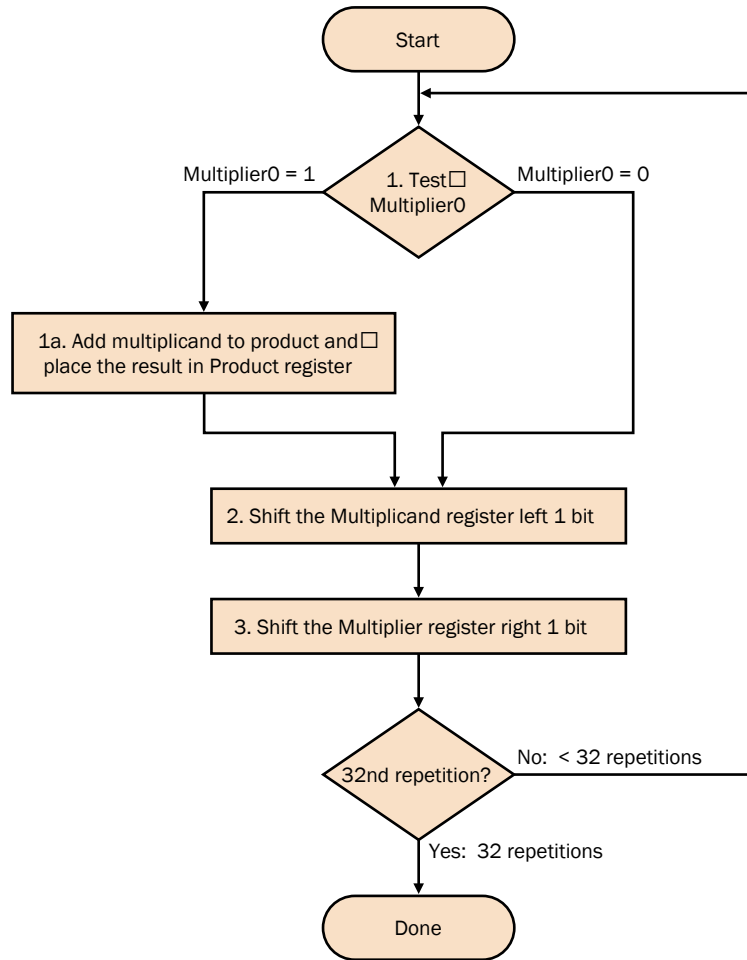 Start
Multiplier0 = 1
1. Test□
Multiplier0
Multiplier0 = 0
1a. Add multiplicand to product and□
place the result in Product register
2. Shift the Multiplicand register left 1 bit
3. Shift the Multiplier register right 1 bit
32nd repetition?
No:  < 32 repetitions
Yes:  32 repetitions
Done